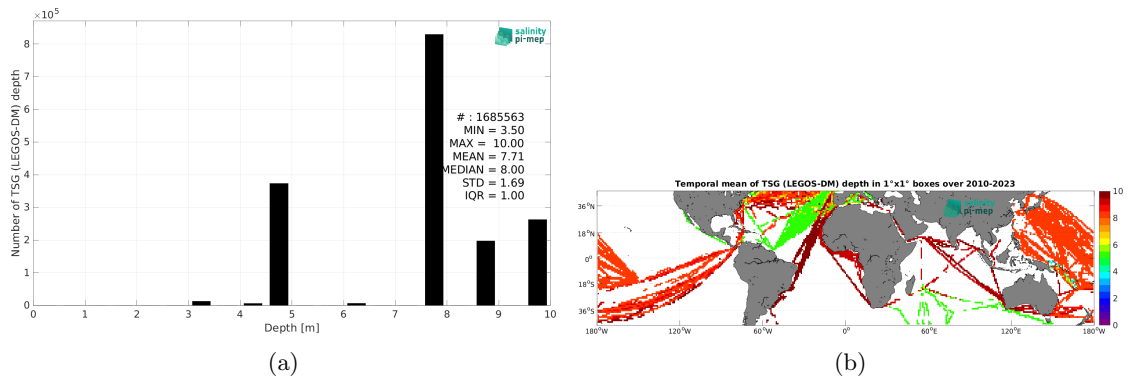 ×10⁵
salinity
pi-mep
Number of TSG (LEGOS-DM) depth
8
7
6
5
4
3
2
1
0
# : 1685563
MIN = 3.50
MAX = 10.00
MEAN = 7.71
MEDIAN = 8.00
STD = 1.69
IQR = 1.00
0 1 2 3 4 5 6 7 8 9 10
Depth [m]
(a)
Temporal mean of TSG (LEGOS-DM) depth in 1°x1° boxes over 2010-2023
salinity
pi-mep
36°N
18°N
0°
18°S
36°S
180°W 120°W 60°W 0° 60°E 120°E 180°W
10
8
6
4
2
0
(b)